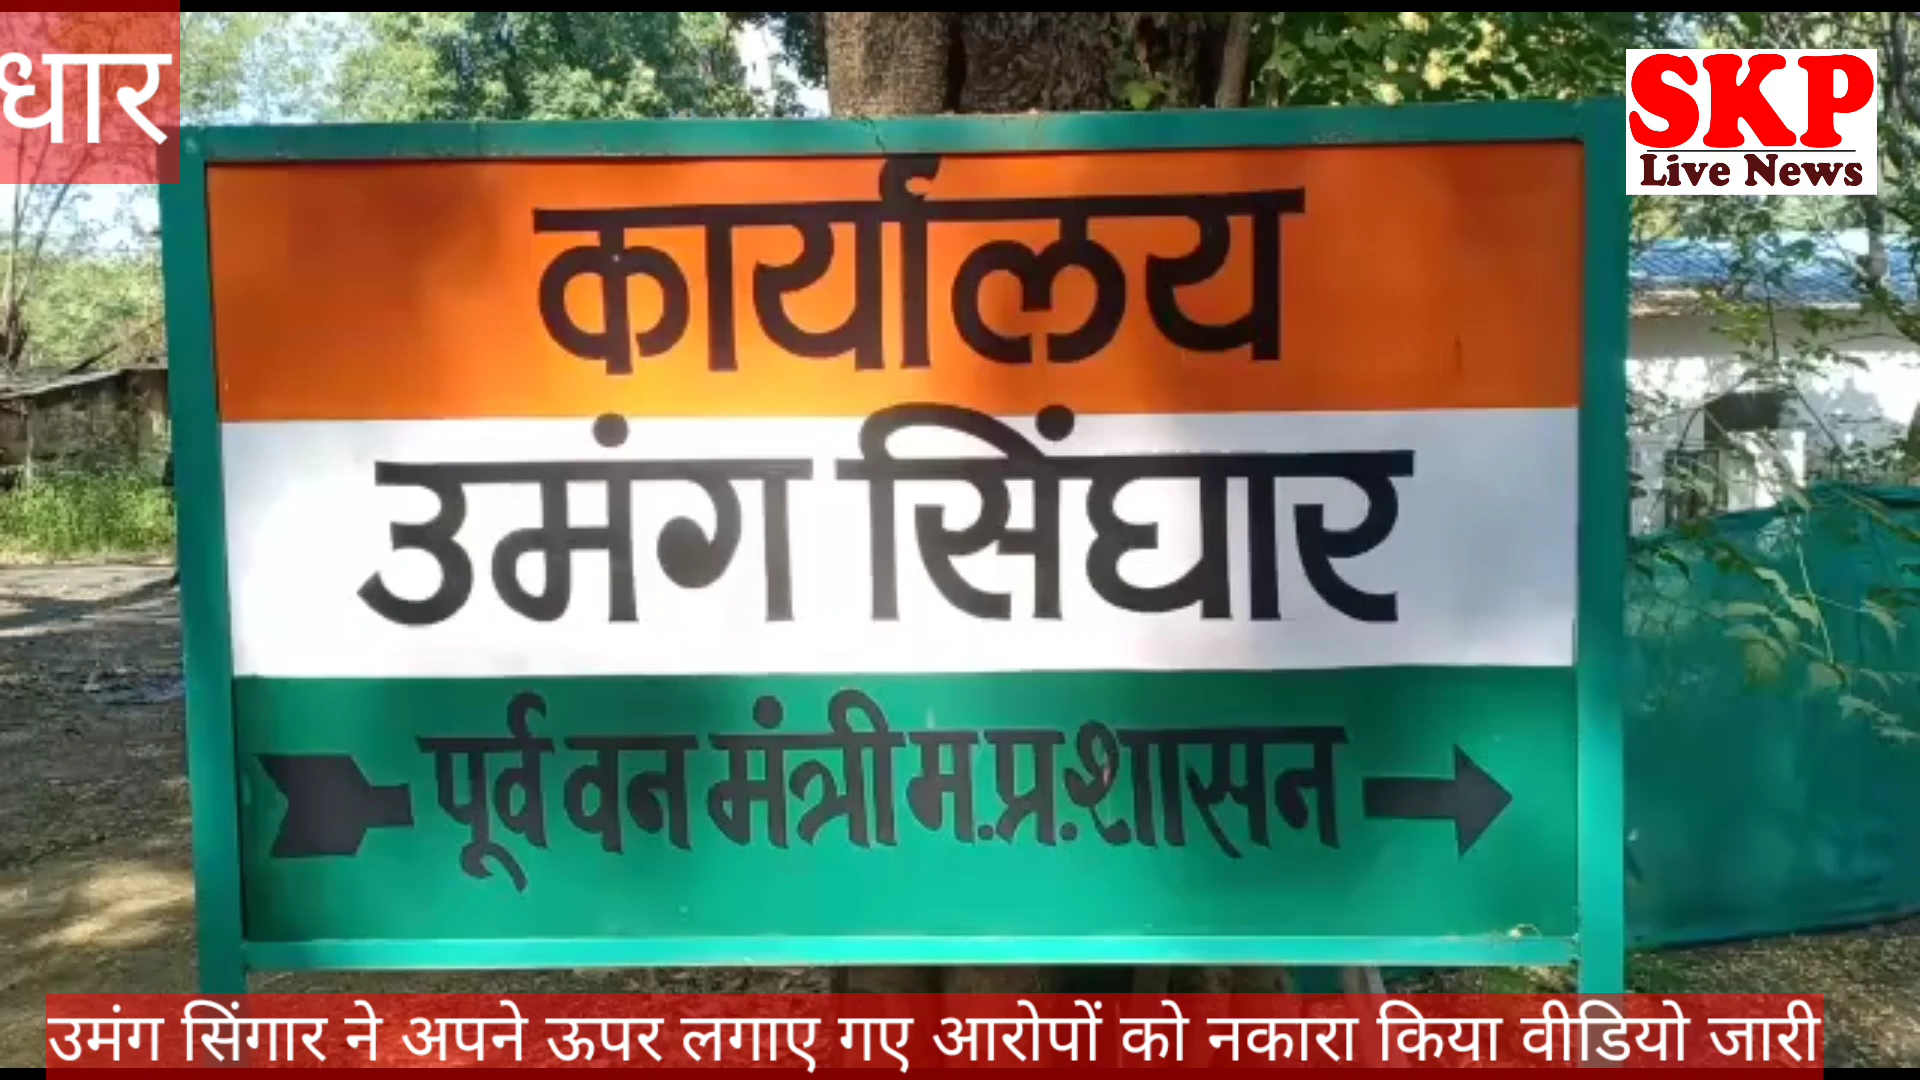 धार
SKP
Live News
कार्यालय
उमंग सिंघार
पूर्व वन मंत्री म.प्र.शासन
उमंग सिंगार ने अपने ऊपर लगाए गए आरोपों को नकारा किया वीडियो जारी